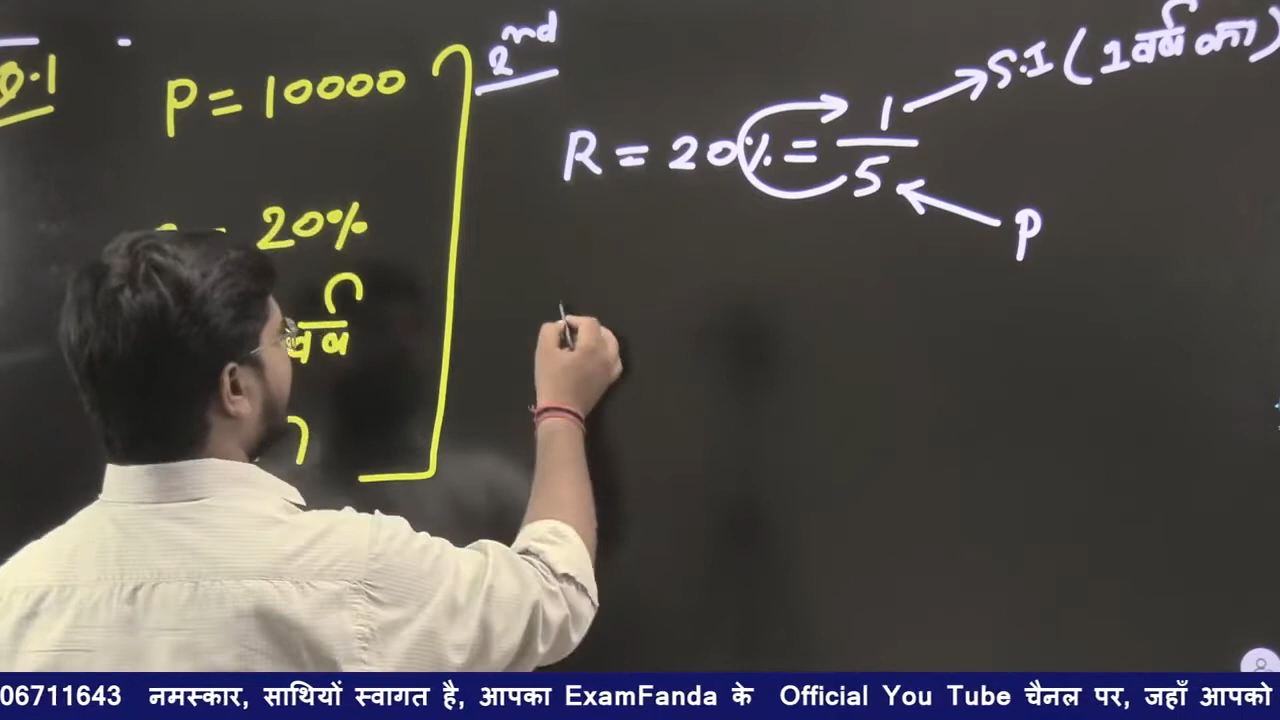 Q.1
P = 10000
= 20%
वर्ष
2nd
R = 20% = 1/5
S.I (1 वर्ष का)
P
06711643 नमस्कार, साथियों स्वागत है, आपका ExamFanda के Official You Tube चैनल पर, जहाँ आपको